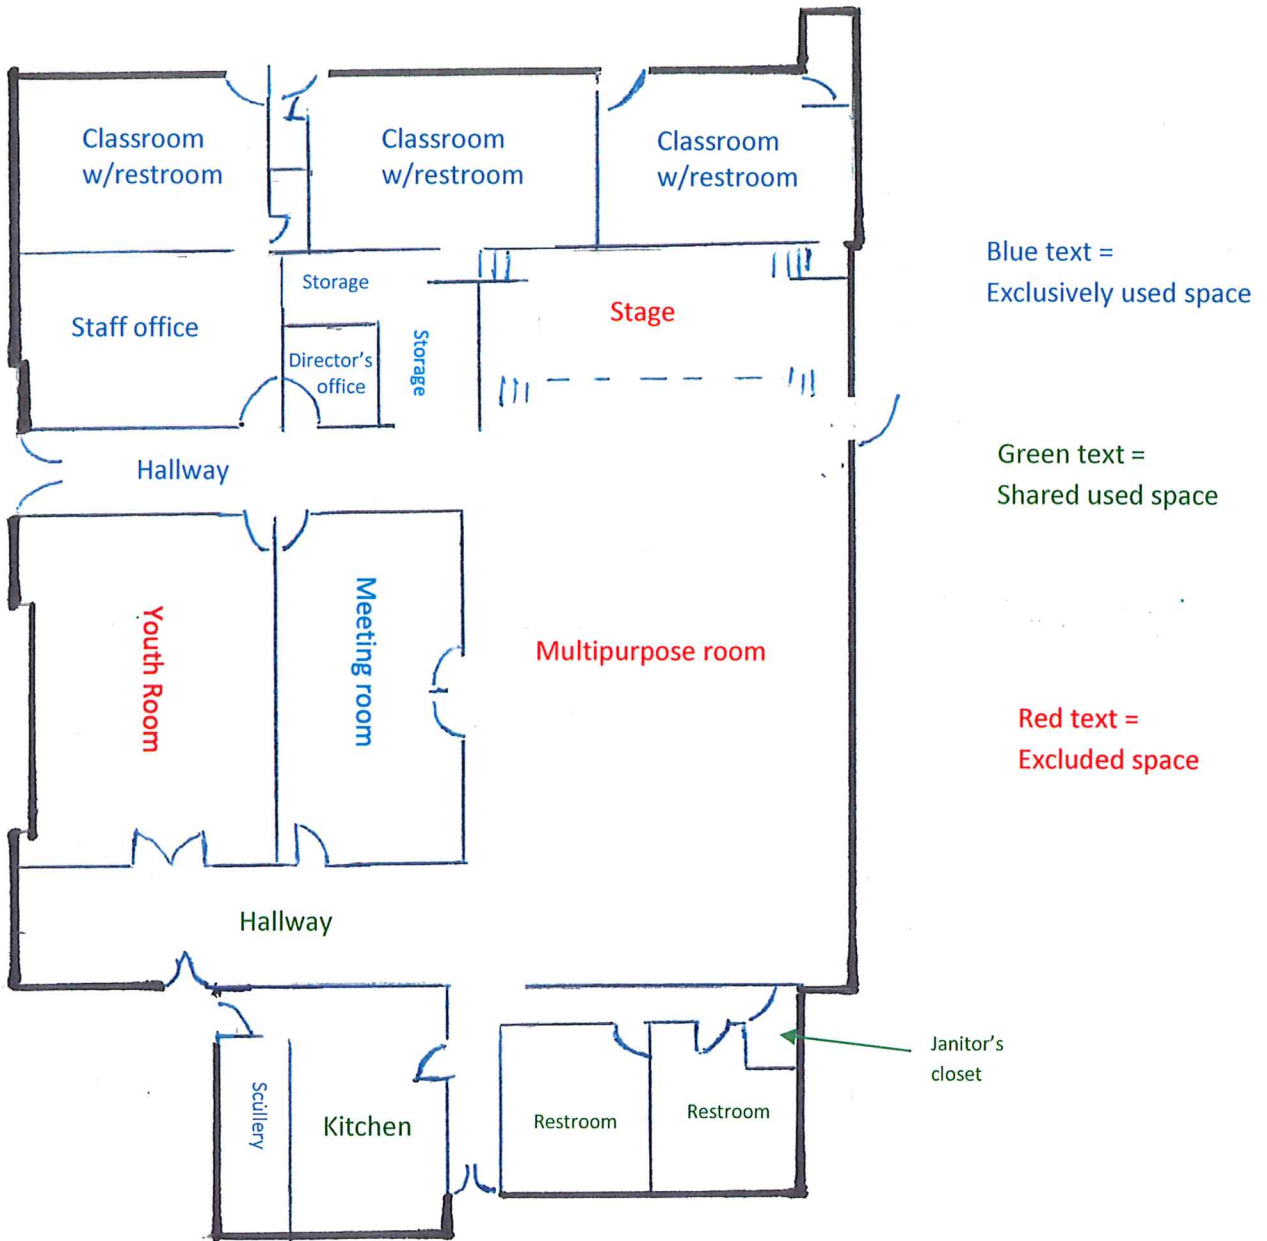 Classroom
w/restroom
Classroom
w/restroom
Classroom
w/restroom
Blue text =
Exclusively used space
Storage
Stage
Staff office
Storage
Director's
office
Green text =
Shared used space
Hallway
Youth Room
Meeting room
Multipurpose room
Red text =
Excluded space
Hallway
Janitor's
closet
Scullery
Kitchen
Restroom
Restroom